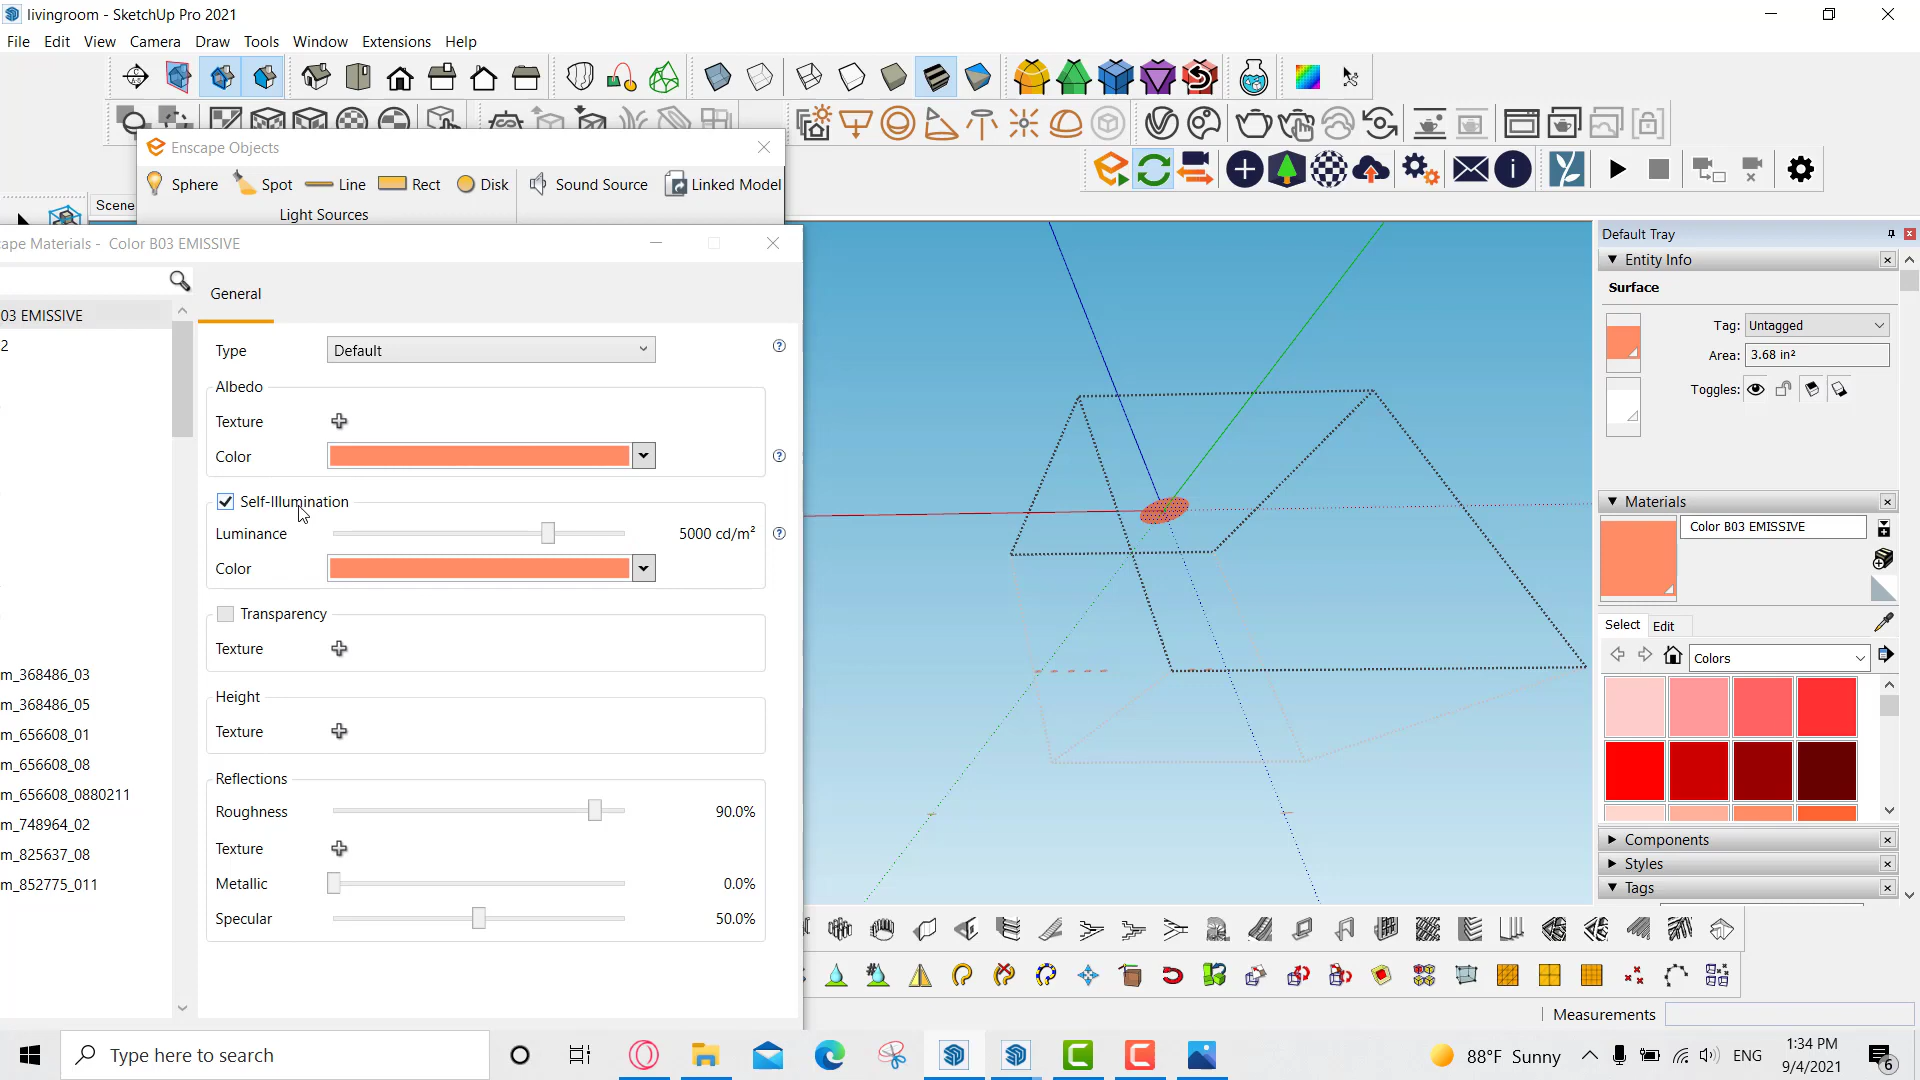 livingroom - SketchUp Pro 2021
File Edit View Camera Draw Tools Window Extensions Help
Enscape Objects
Sphere Spot Line Rect Disk Sound Source Linked Model
Light Sources
Scene
cape Materials - Color B03 EMISSIVE
03 EMISSIVE
2
m_368486_03
m_368486_05
m_656608_01
m_656608_08
m_656608_0880211
m_748964_02
m_825637_08
m_852775_011
General
Type Default
Albedo
Texture
Color
Self-Illumination
Luminance 5000 cd/m²
Color
Transparency
Texture
Height
Texture
Reflections
Roughness 90.0%
Texture
Metallic 0.0%
Specular 50.0%
Default Tray
Entity Info
Surface
Tag: Untagged
Area: 3.68 in²
Toggles:
Materials
Color B03 EMISSIVE
Select Edit
Colors
Components
Styles
Tags
Measurements
Type here to search
88°F Sunny
ENG
1:34 PM
9/4/2021
6